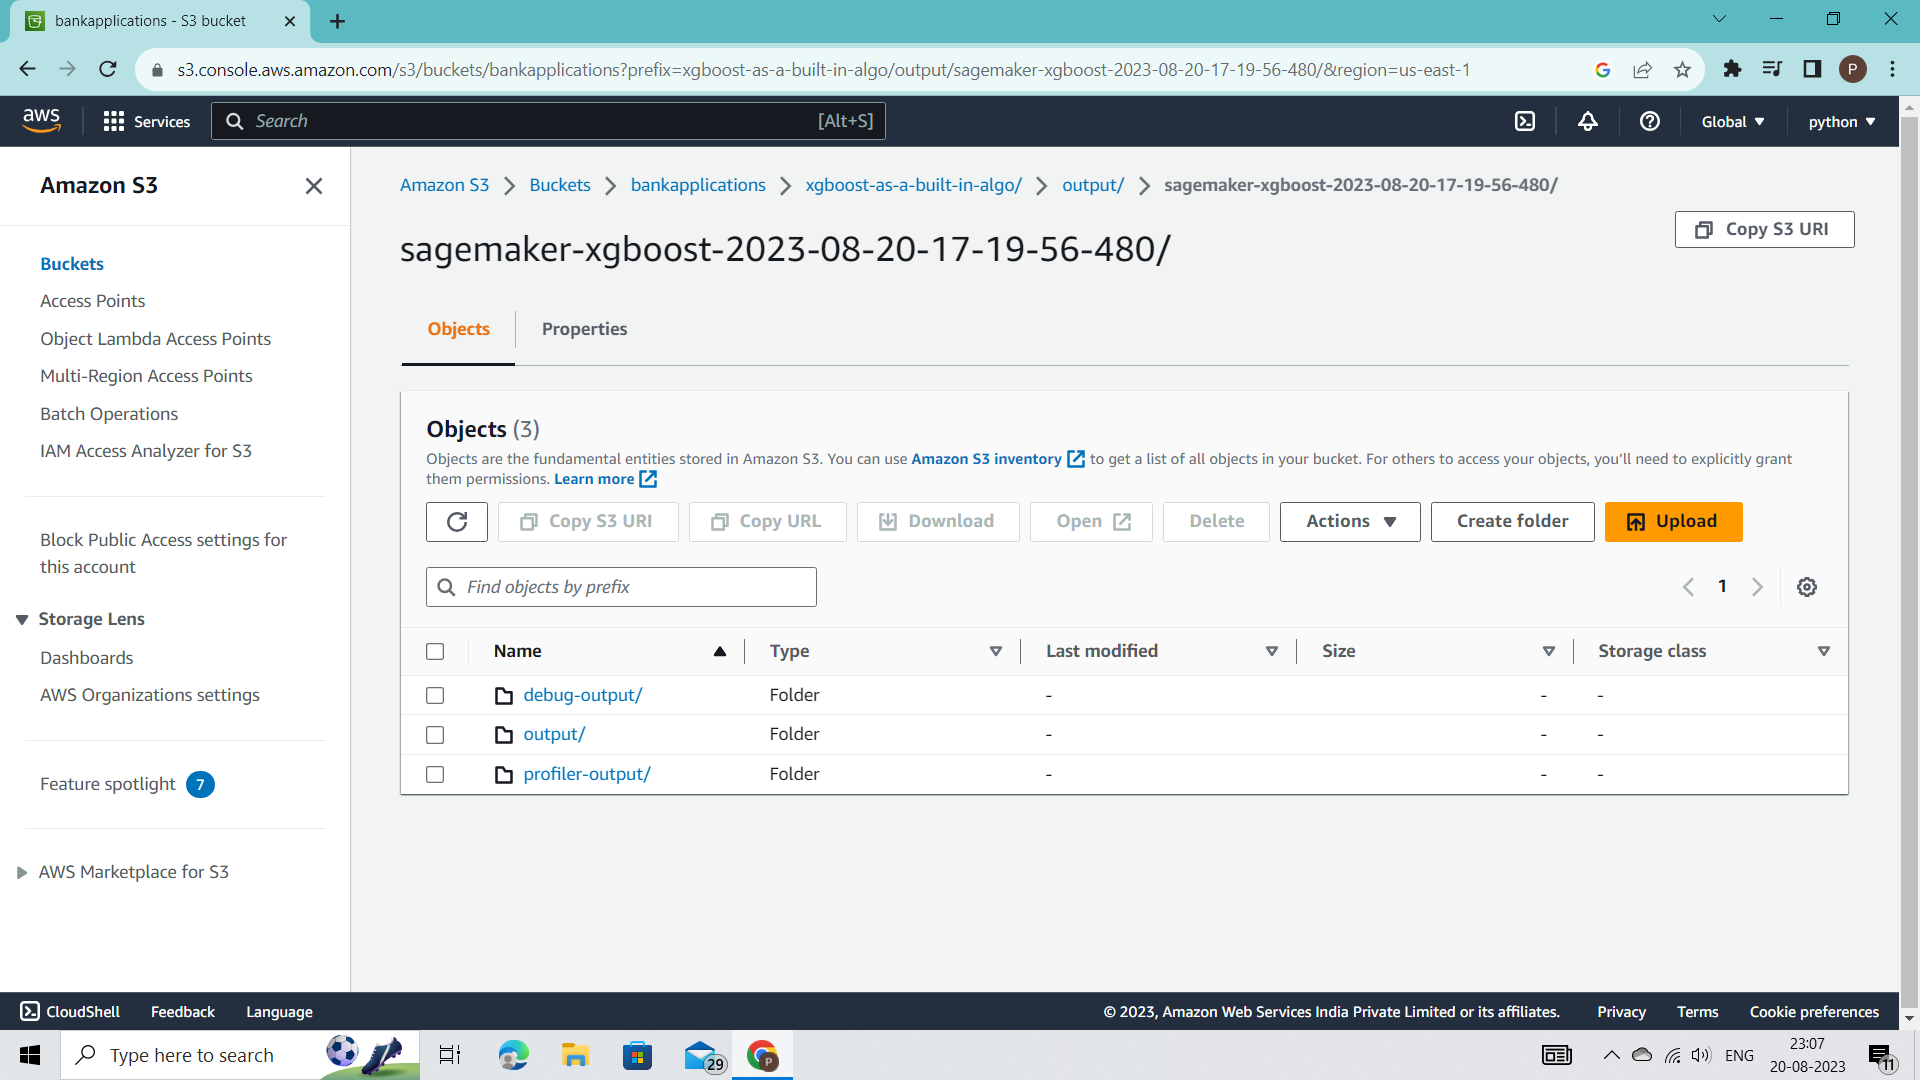 bankapplications - S3 bucket
s3.console.aws.amazon.com/s3/buckets/bankapplications?prefix=xgboost-as-a-built-in-algo/output/sagemaker-xgboost-2023-08-20-17-19-56-480/&region=us-east-1
P
aws
Services
Search
[Alt+S]
Global
python
Amazon S3
Buckets
Access Points
Object Lambda Access Points
Multi-Region Access Points
Batch Operations
IAM Access Analyzer for S3
Block Public Access settings for
this account
Storage Lens
Dashboards
AWS Organizations settings
Feature spotlight 7
AWS Marketplace for S3
Amazon S3 Buckets bankapplications xgboost-as-a-built-in-algo/ output/ sagemaker-xgboost-2023-08-20-17-19-56-480/
Copy S3 URI
sagemaker-xgboost-2023-08-20-17-19-56-480/
Objects Properties
Objects (3)
Objects are the fundamental entities stored in Amazon S3. You can use Amazon S3 inventory to get a list of all objects in your bucket. For others to access your objects, you'll need to explicitly grant
them permissions. Learn more
Copy S3 URI Copy URL Download Open Delete Actions Create folder Upload
Find objects by prefix
1
Name Type Last modified Size Storage class
debug-output/ Folder - - -
output/ Folder - - -
profiler-output/ Folder - - -
CloudShell Feedback Language © 2023, Amazon Web Services India Private Limited or its affiliates. Privacy Terms Cookie preferences
Type here to search
29
P
ENG
23:07
20-08-2023
11